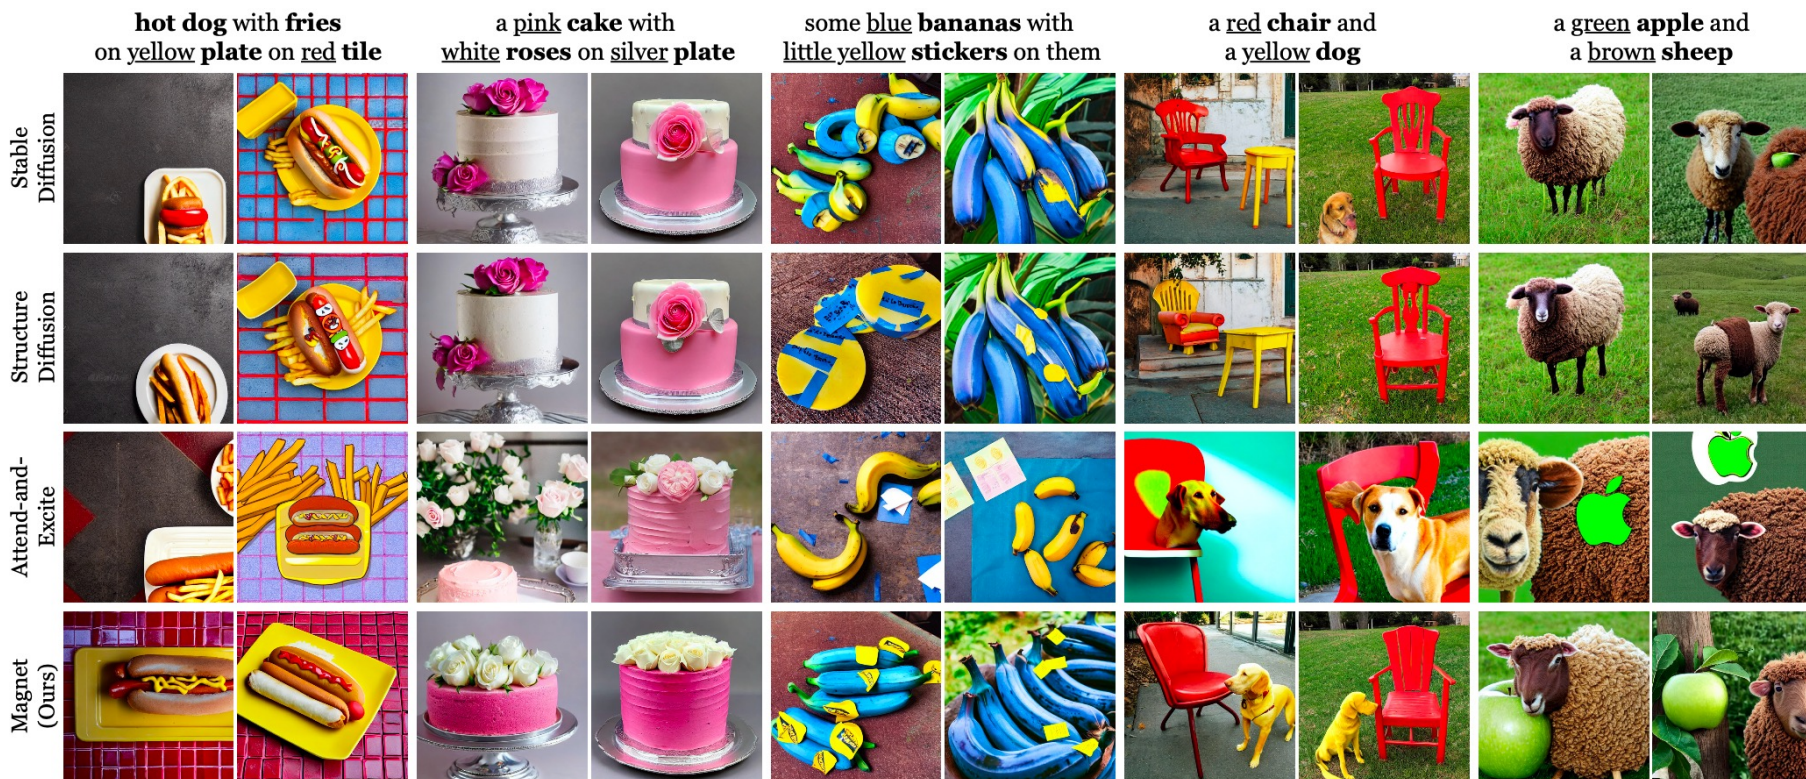 hot dog with fries
on yellow plate on red tile
a pink cake with
white roses on silver plate
some blue bananas with
little yellow stickers on them
a red chair and
a yellow dog
a green apple and
a brown sheep
Stable
Diffusion
Structure
Diffusion
Attend-and-
Excite
Magnet
(Ours)